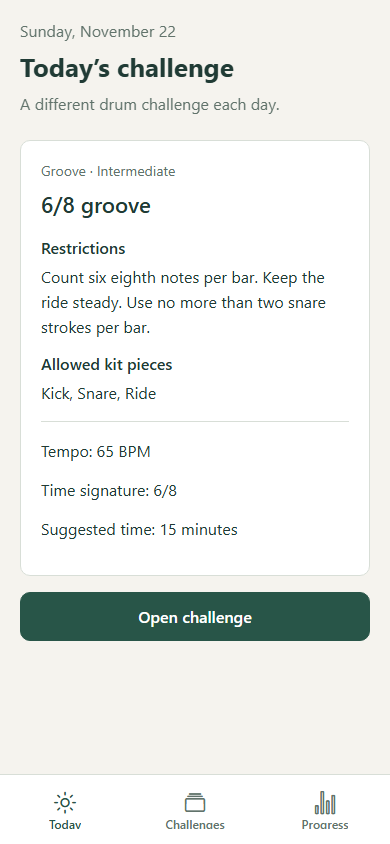 Sunday, November 22
Today’s challenge
A different drum challenge each day.
Groove · Intermediate
6/8 groove
Restrictions
Count six eighth notes per bar. Keep the
ride steady. Use no more than two snare
strokes per bar.
Allowed kit pieces
Kick, Snare, Ride
Tempo: 65 BPM
Time signature: 6/8
Suggested time: 15 minutes
Open challenge
Today
Challenges
Progress